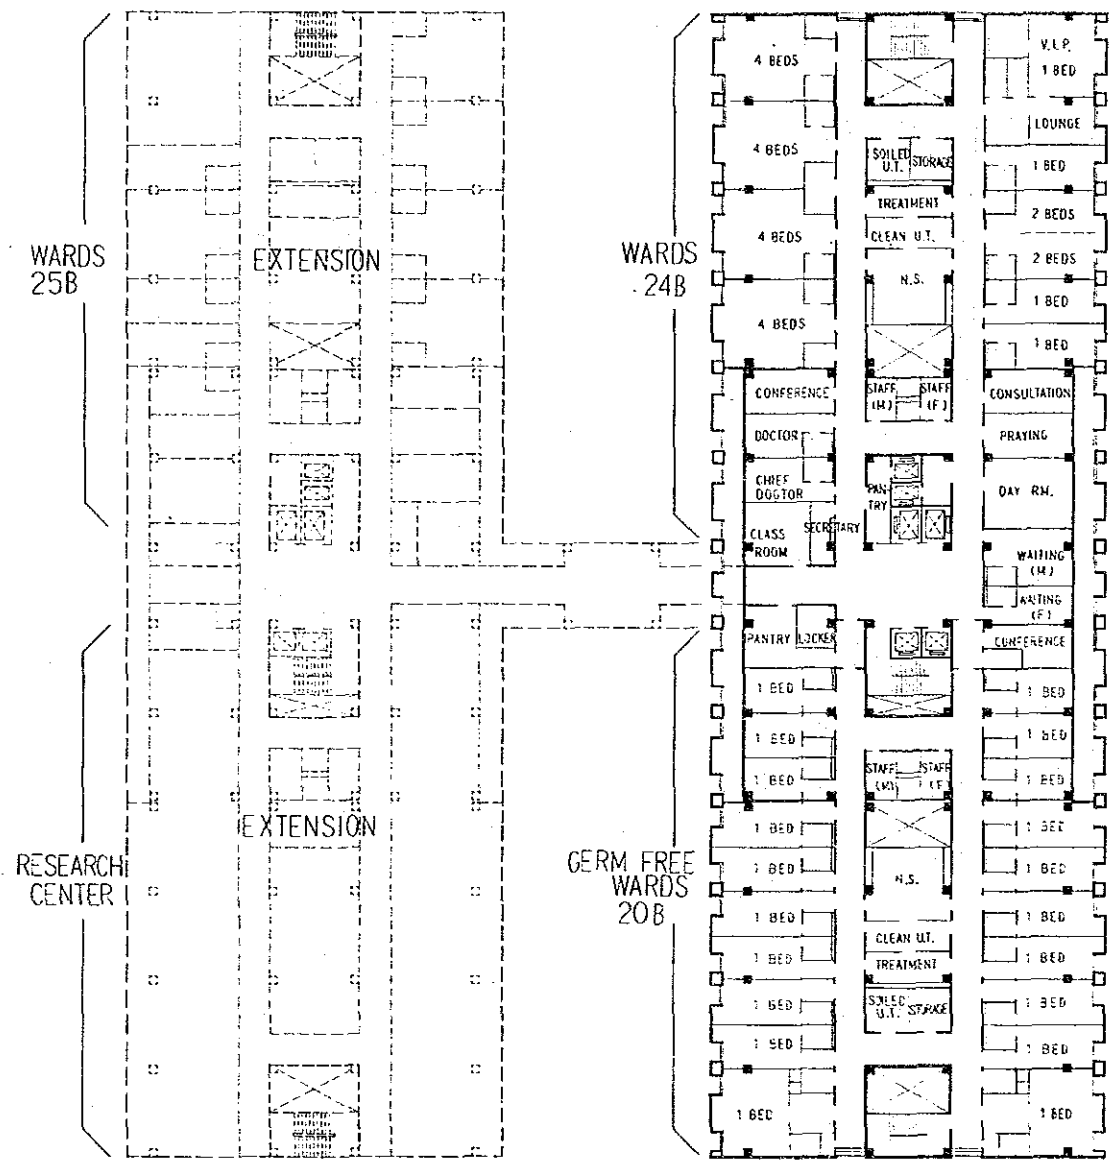 WARDS
25B
EXTENSION
RESEARCH
CENTER
EXTENSION
WARDS
24B
4 BEDS
4 BEDS
4 BEDS
4 BEDS
CONFERENCE
DOCTOR
CHIEF
DOCTOR
CLASS
ROOM
SECRETARY
SOILED
U.T.
STORAGE
TREATMENT
CLEAN U.T.
N.S.
STAFF
(M)
STAFF
(F)
PAN-
TRY
V.I.P.
1 BED
LOUNGE
1 BED
2 BEDS
2 BEDS
1 BED
1 BED
CONSULTATION
PRAYING
DAY RM.
WAITING
(M)
WAITING
(F)
CONFERENCE
GERM FREE
WARDS
20B
PANTRY
LOCKER
1 BED
1 BED
1 BED
1 BED
1 BED
1 BED
1 BED
1 BED
1 BED
1 BED
STAFF
(M)
STAFF
(F)
N.S.
CLEAN U.T.
TREATMENT
SOILED
U.T.
STORAGE
1 BED
1 BED
1 BED
1 BED
1 BED
1 BED
1 BED
1 BED
1 BED
1 BED